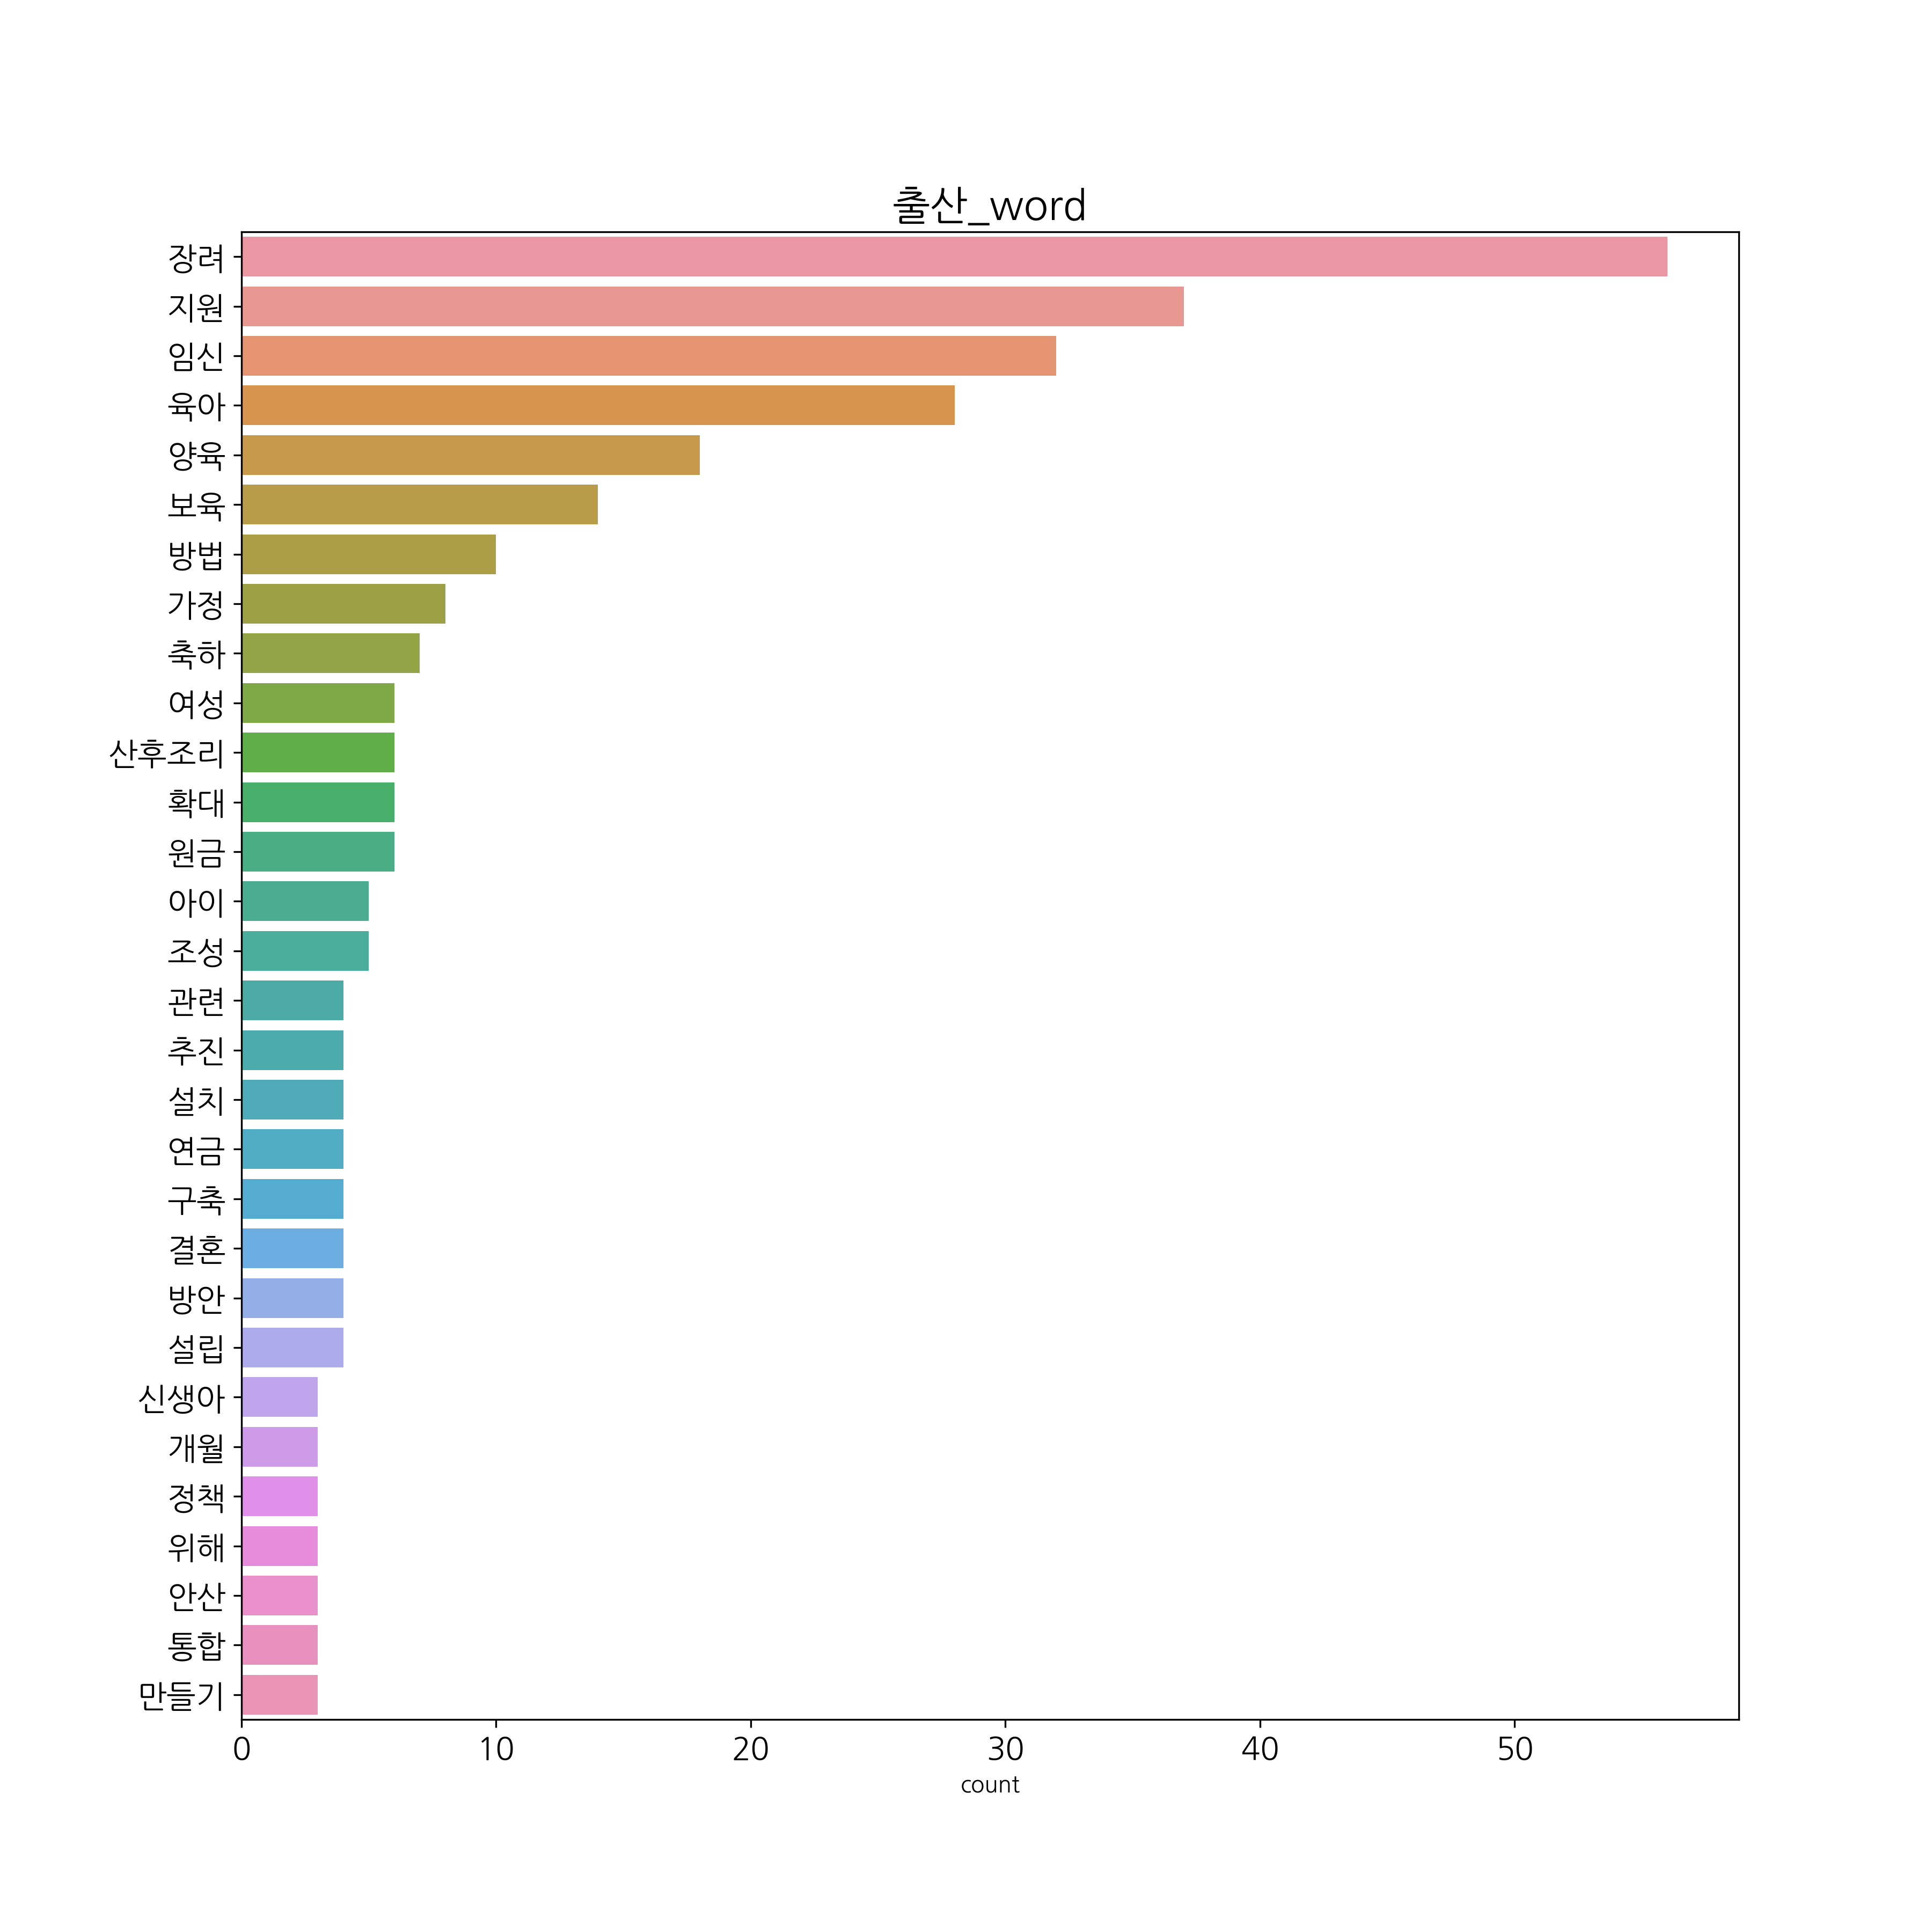 출산_word
장려
지원
임신
육아
양육
보육
방법
가정
축하
여성
산후조리
확대
원금
아이
조성
관련
추진
설치
연금
구축
결혼
방안
설립
신생아
개월
정책
위해
안산
통합
만들기
0 10 20 30 40 50
count